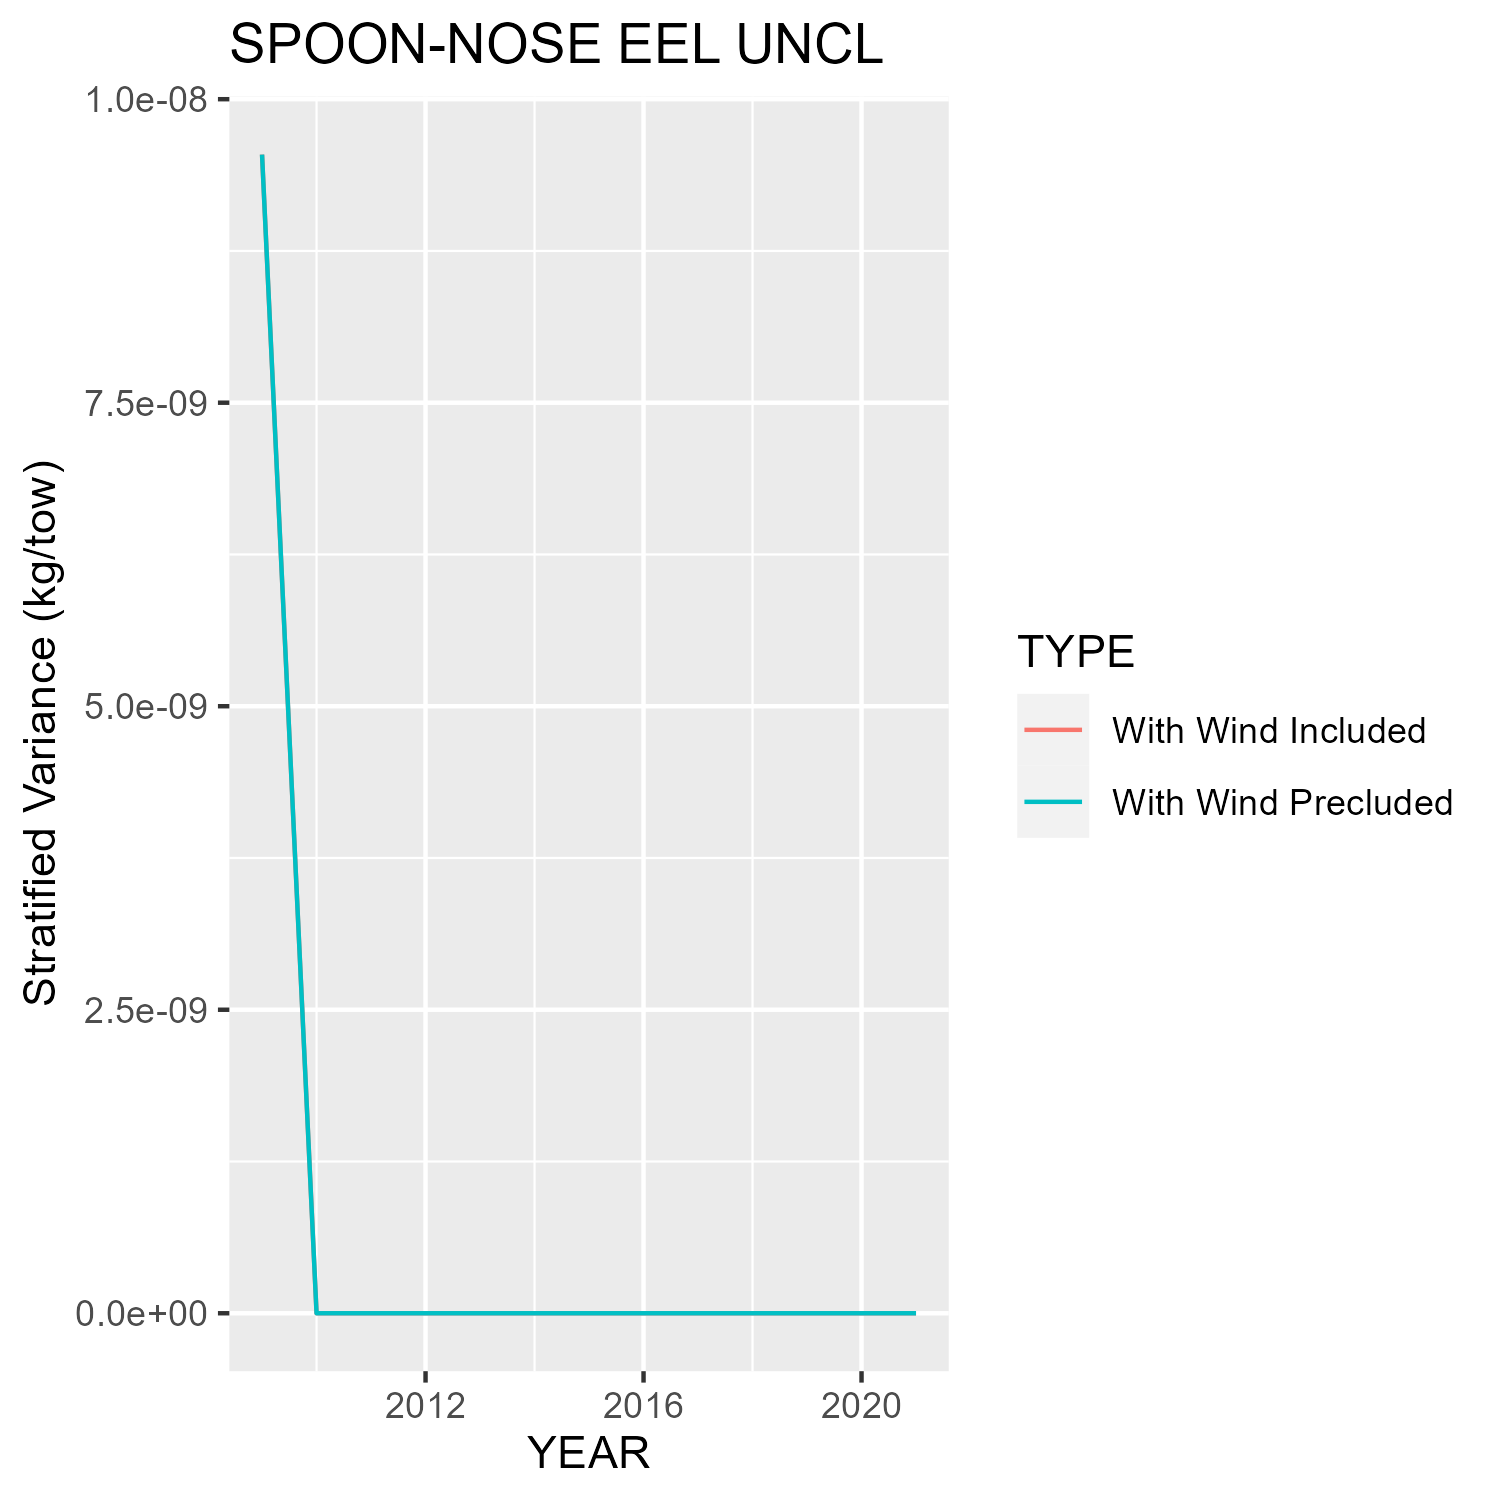 SPOON-NOSE EEL UNCL
1.0e-08
7.5e-09
5.0e-09
2.5e-09
0.0e+00
Stratified Variance (kg/tow)
2012
2016
2020
YEAR
TYPE
With Wind Included
With Wind Precluded